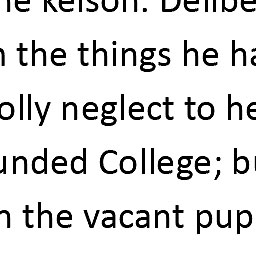 he kelson. Delibe
n the things he ha
olly neglect to he
unded College; bu
n the vacant pup